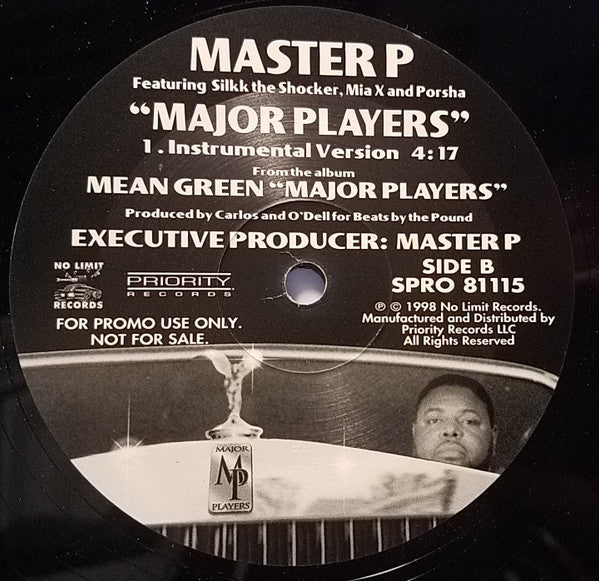 MASTER P
Featuring Silkk the Shocker, Mia X and Porsha
“MAJOR PLAYERS”
1. Instrumental Version 4:17
From the album
MEAN GREEN “MAJOR PLAYERS”
Produced by Carlos and O’Dell for Beats by the Pound
EXECUTIVE PRODUCER: MASTER P
NO LIMIT
RECORDS
PRIORITY
RECORDS
SIDE B
SPRO 81115
FOR PROMO USE ONLY.
NOT FOR SALE.
℗ © 1998 No Limit Records.
Manufactured and Distributed by
Priority Records LLC
All Rights Reserved
MAJOR
MP
PLAYERS